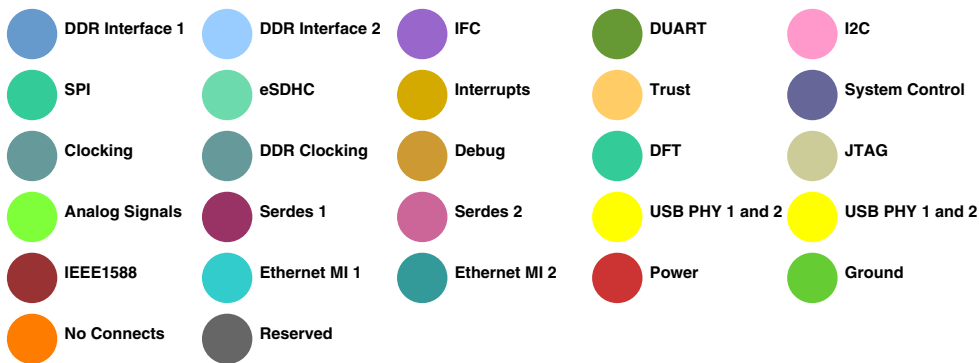 DDR Interface 1
DDR Interface 2
IFC
DUART
I2C
SPI
eSDHC
Interrupts
Trust
System Control
Clocking
DDR Clocking
Debug
DFT
JTAG
Analog Signals
Serdes 1
Serdes 2
USB PHY 1 and 2
USB PHY 1 and 2
IEEE1588
Ethernet MI 1
Ethernet MI 2
Power
Ground
No Connects
Reserved